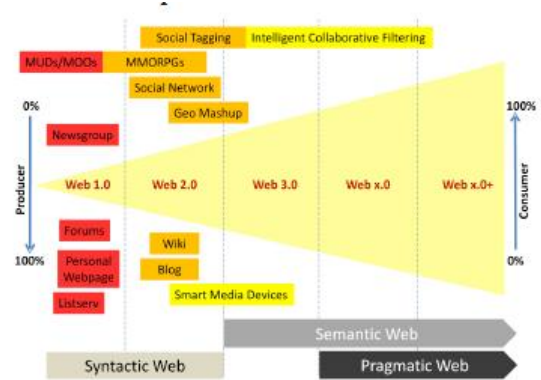 Social Tagging
Intelligent Collaborative Filtering
MUDs/MOOs
MMORPGs
Social Network
Geo Mashup
0%
100%
Newsgroup
Producer
Web 1.0
Web 2.0
Web 3.0
Web x.0
Web x.0+
Consumer
Forums
Wiki
100%
0%
Personal
Webpage
Blog
Listserv
Smart Media Devices
Semantic Web
Syntactic Web
Pragmatic Web